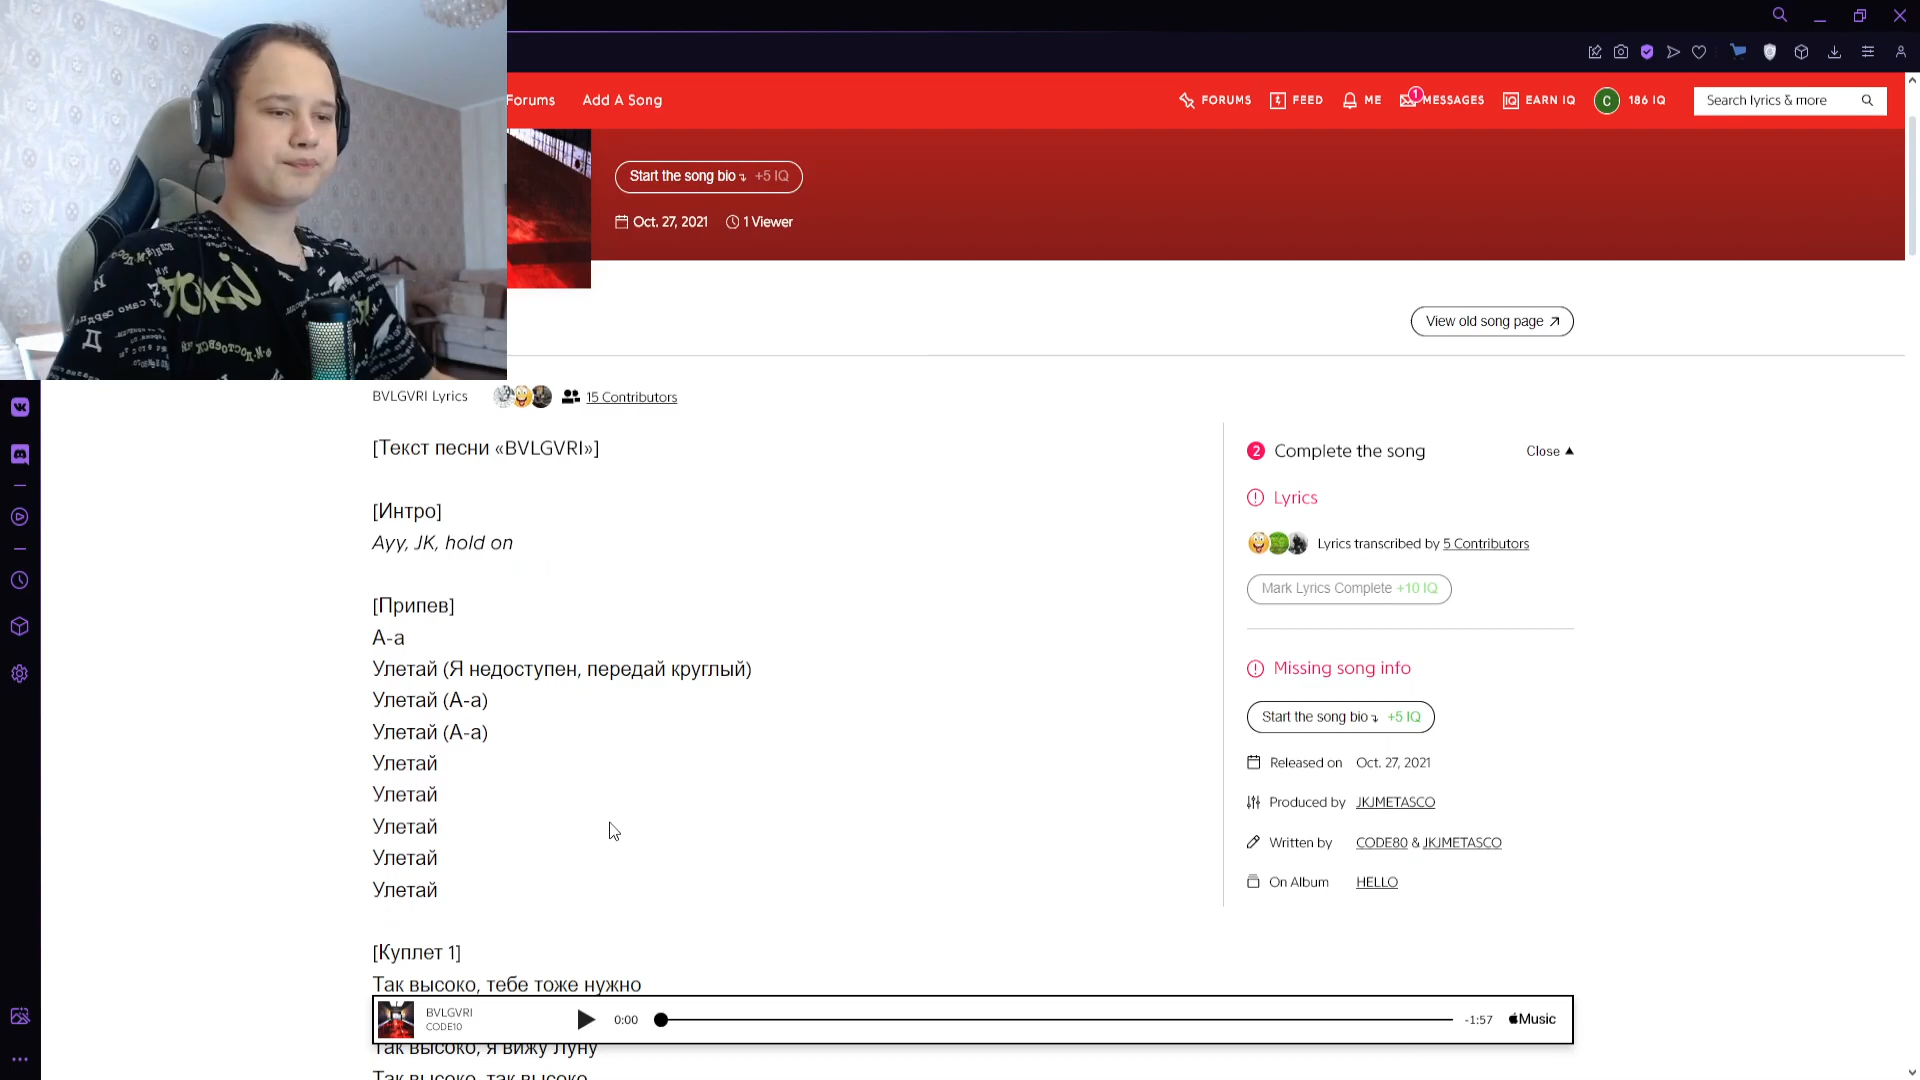 Forums
Add A Song
FORUMS
FEED
ME
1
MESSAGES
IQ
EARN IQ
C
186 IQ
Search lyrics & more
Start the song bio +5 IQ
Oct. 27, 2021
1 Viewer
View old song page
BVLGVRI Lyrics
15 Contributors
[Текст песни «BVLGVRI»]
[Интро]
Ayy, JK, hold on
[Припев]
А-а
Улетай (Я недоступен, передай круглый)
Улетай (А-а)
Улетай (А-а)
Улетай
Улетай
Улетай
Улетай
Улетай
[Куплет 1]
Так высоко, тебе тоже нужно
Так высоко, я вижу Луну
Так высоко, так высоко
2 Complete the song
Close
Lyrics
Lyrics transcribed by 5 Contributors
Mark Lyrics Complete +10 IQ
Missing song info
Start the song bio +5 IQ
Released on Oct. 27, 2021
Produced by JKJMETASCO
Written by CODE80 & JKJMETASCO
On Album HELLO
BVLGVRI
CODE10
0:00
-1:57
Music